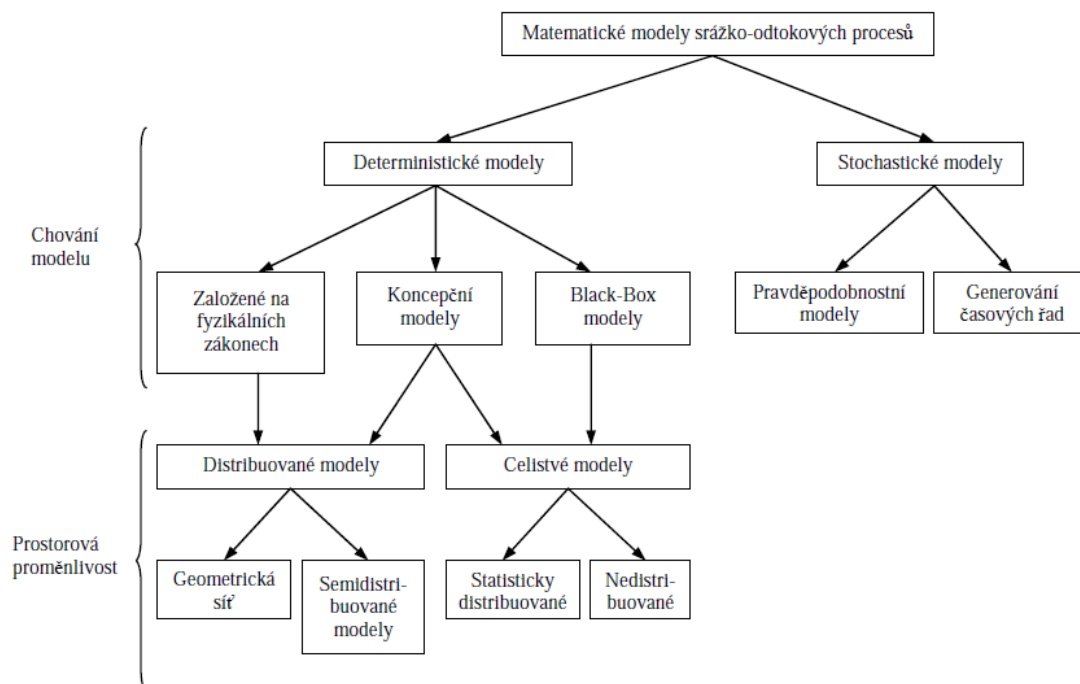 Matematické modely srážko-odtokových procesů
Deterministické modely
Stochastické modely
Chování
modelu
Založené na
fyzikálních
zákonech
Koncepční
modely
Black-Box
modely
Pravděpodobnostní
modely
Generování
časových řad
Distribuované modely
Celistvé modely
Prostorová
proměnlivost
Geometrická
síť
Semidistri-
buované
modely
Statisticky
distribuované
Nedistri-
buované